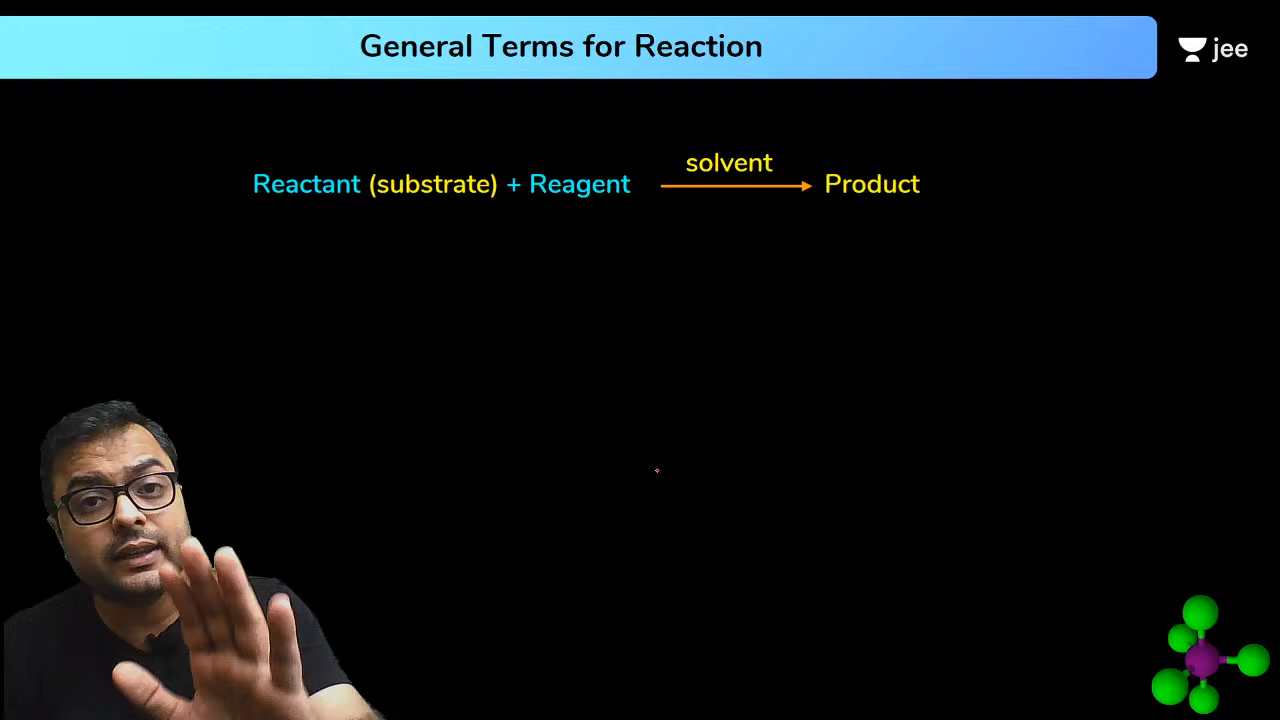 General Terms for Reaction
jee
solvent
Reactant (substrate) + Reagent → Product